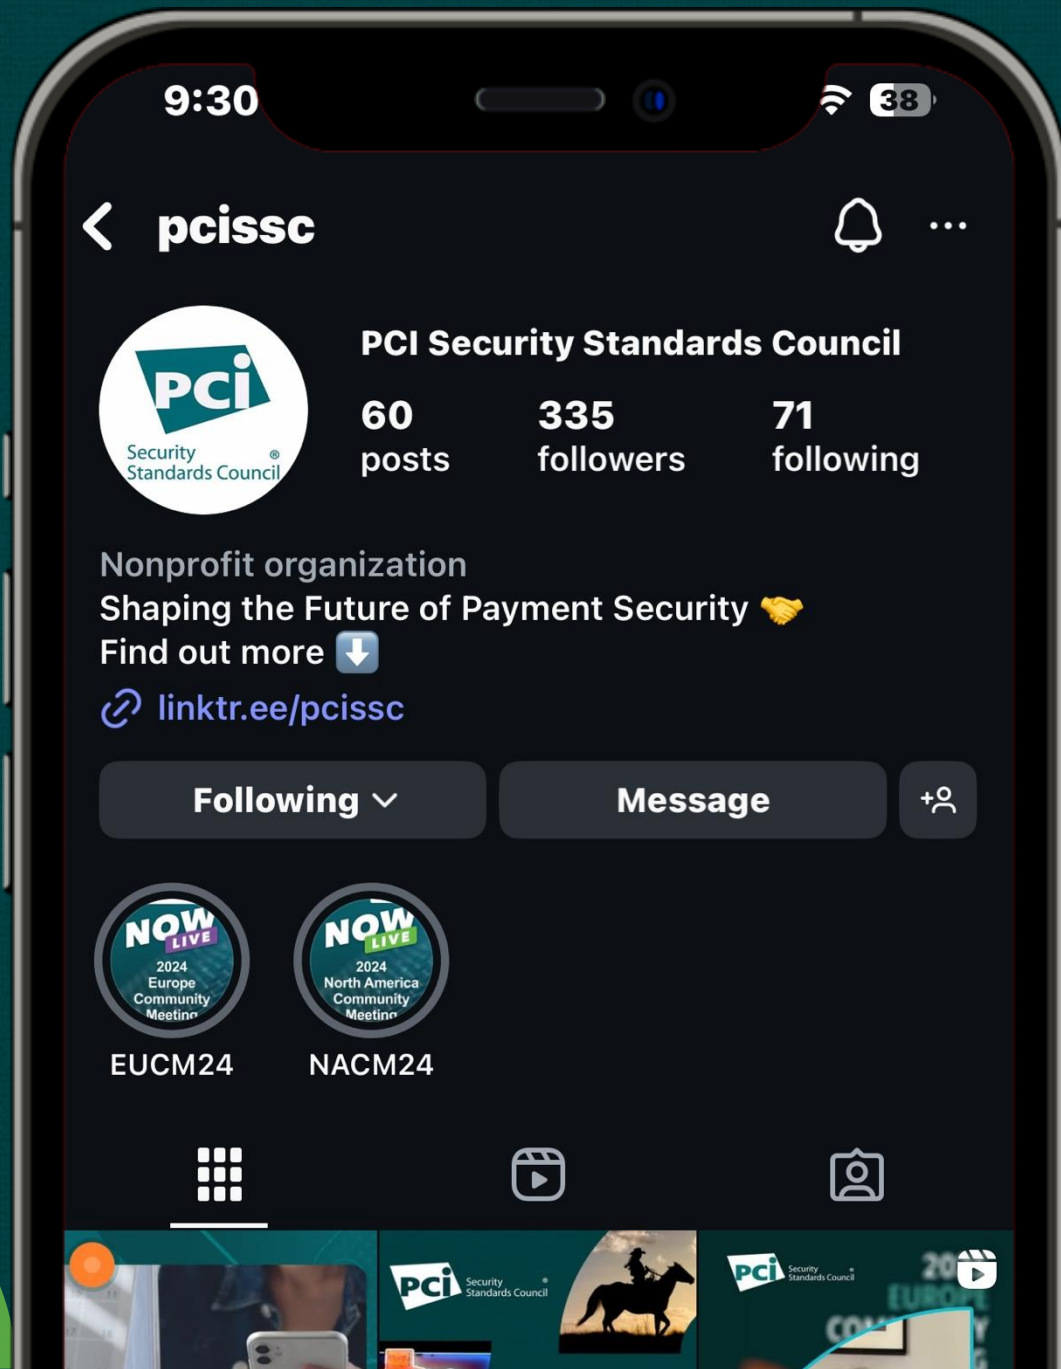 9:30
38
pcissc
PCI Security Standards Council
60 posts
335 followers
71 following
PCi
Security ®
Standards Council
Nonprofit organization
Shaping the Future of Payment Security 🤝
Find out more ⬇️
linktr.ee/pcissc
Following
Message
NOW
LIVE
2024
Europe
Community
Meeting
EUCM24
NOW
LIVE
2024
North America
Community
Meeting
NACM24
PCi Security ®
Standards Council
PCi Security
Standards Council
EUROPE